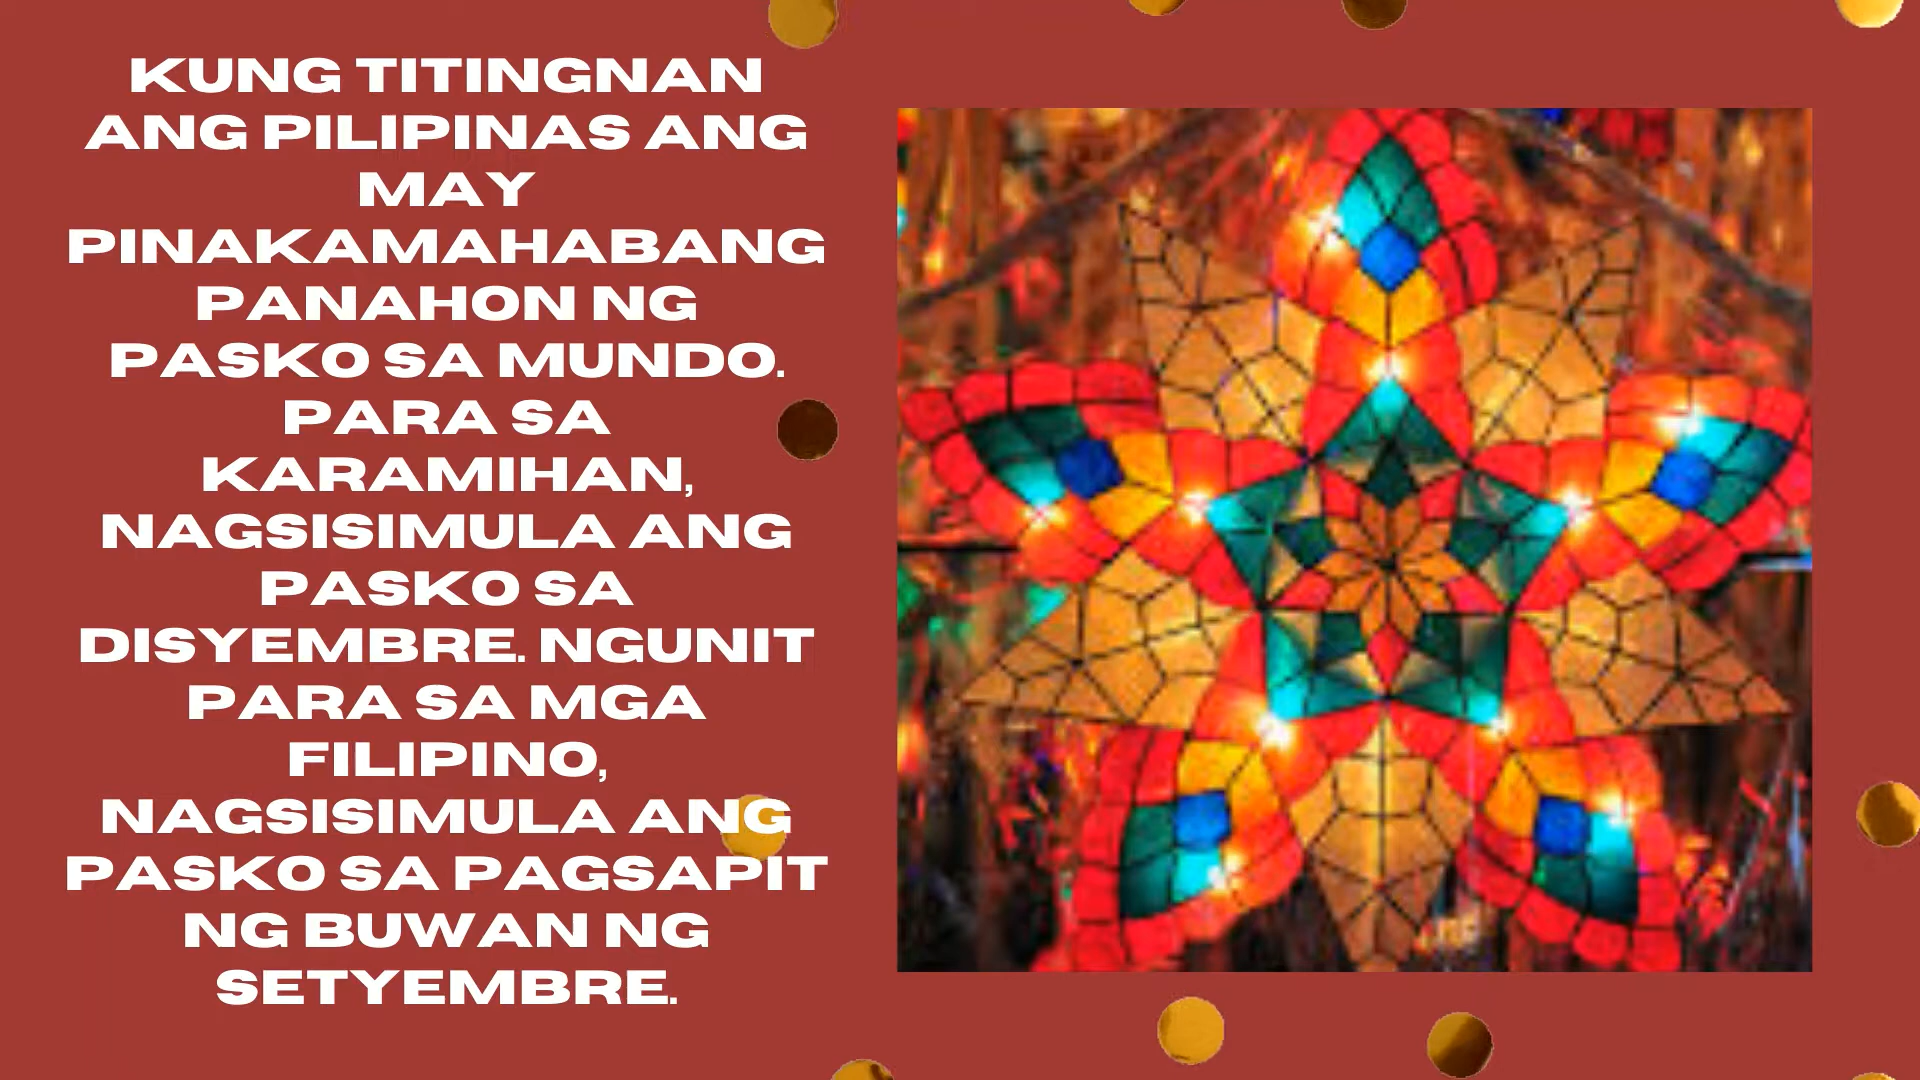 KUNG TITINGNAN
ANG PILIPINAS ANG
MAY
PINAKAMAHABANG
PANAHON NG
PASKO SA MUNDO.
PARA SA
KARAMIHAN,
NAGSISIMULA ANG
PASKO SA
DISYEMBRE. NGUNIT
PARA SA MGA
FILIPINO,
NAGSISIMULA ANG
PASKO SA PAGSAPIT
NG BUWAN NG
SETYEMBRE.